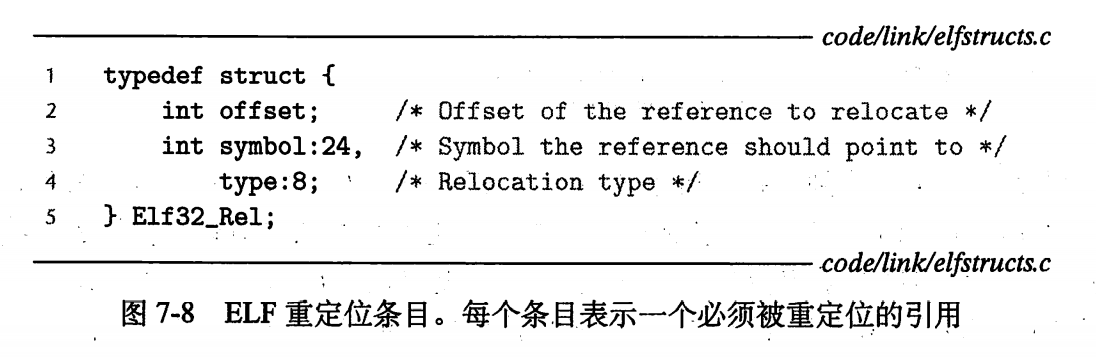 code/link/elfstructs.c
1 typedef struct {
2 int offset; /* Offset of the reference to relocate */
3 int symbol:24, /* Symbol the reference should point to */
4 type:8; /* Relocation type */
5 } Elf32_Rel;
code/link/elfstructs.c
图 7-8 ELF 重定位条目。每个条目表示一个必须被重定位的引用